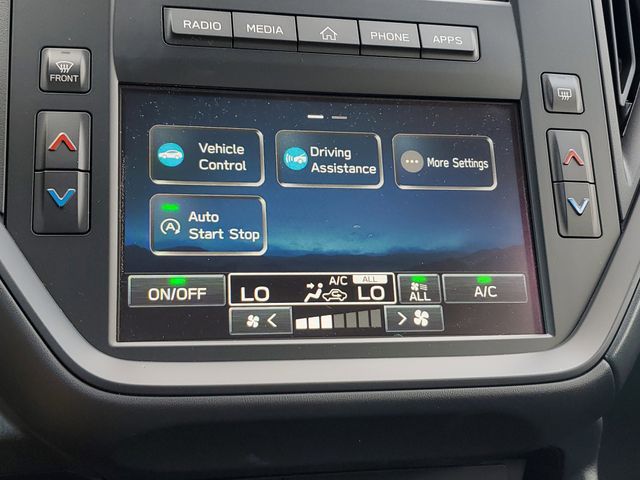 RADIO MEDIA PHONE APPS
FRONT
Vehicle Control
Driving Assistance
More Settings
A Auto Start Stop
ON/OFF
LO
A/C ALL
LO
ALL
A/C